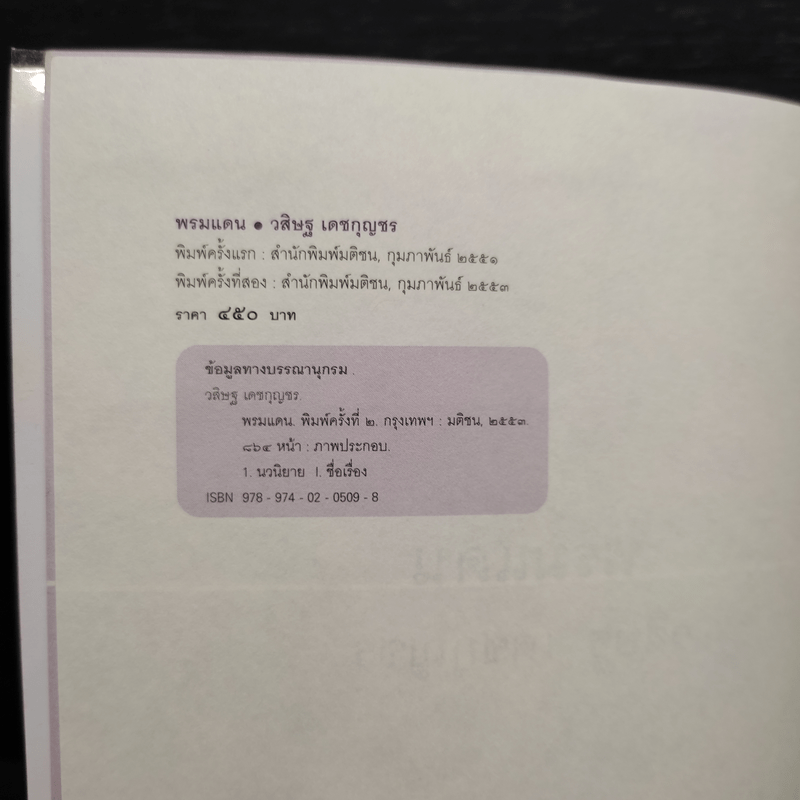 พรมแดน • วสิษฐ เดชกุญชร
พิมพ์ครั้งแรก : สำนักพิมพ์มติชน, กุมภาพันธ์ ๒๕๕๑
พิมพ์ครั้งที่สอง : สำนักพิมพ์มติชน, กุมภาพันธ์ ๒๕๕๓
ราคา ๔๕๐ บาท
ข้อมูลทางบรรณานุกรม
วสิษฐ เดชกุญชร
พรมแดน. พิมพ์ครั้งที่ ๒. กรุงเทพฯ : มติชน, ๒๕๕๓.
๘๖๔ หน้า : ภาพประกอบ.
1. นวนิยาย I. ชื่อเรื่อง
ISBN 978 - 974 - 02 - 0509 - 8